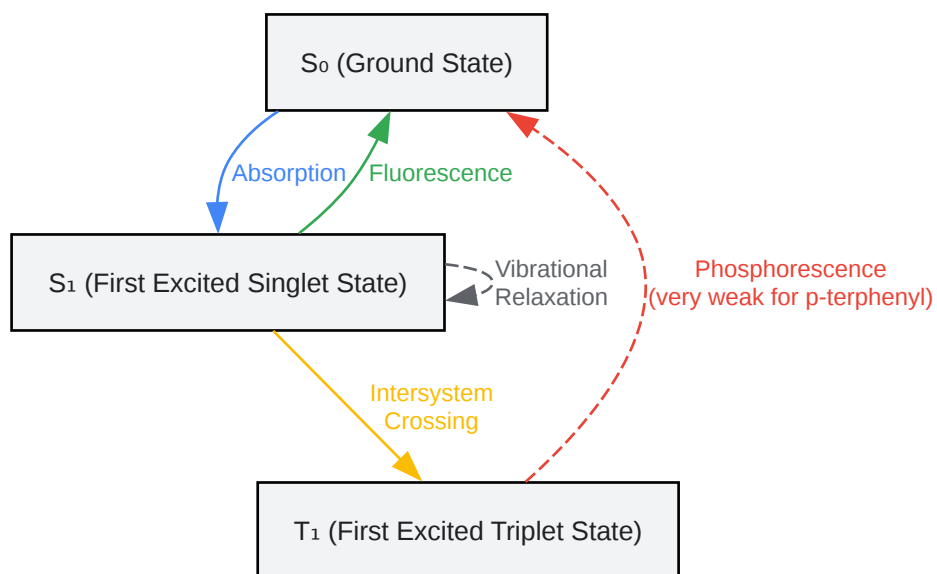 S₀ (Ground State)
Absorption
Fluorescence
S₁ (First Excited Singlet State)
Vibrational
Relaxation
Phosphorescence
(very weak for p-terphenyl)
Intersystem
Crossing
T₁ (First Excited Triplet State)